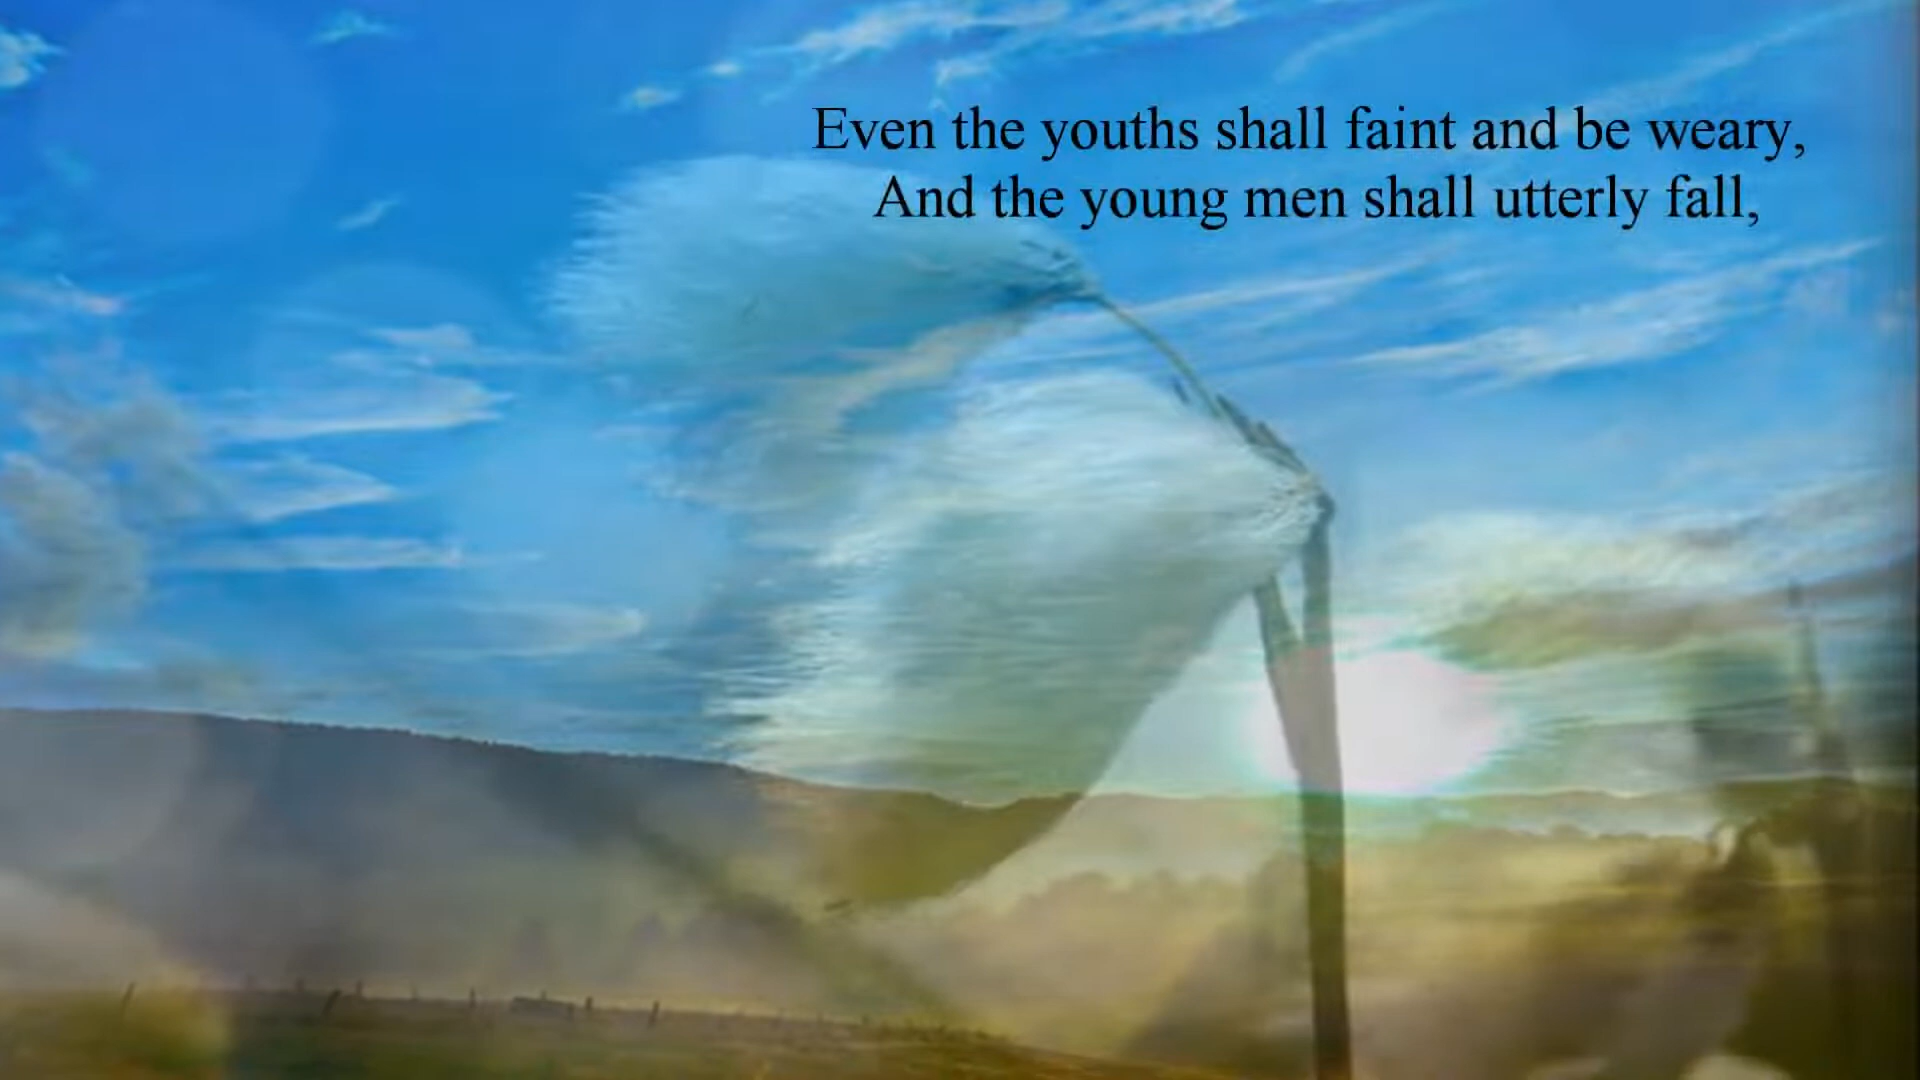 Even the youths shall faint and be weary,
And the young men shall utterly fall,